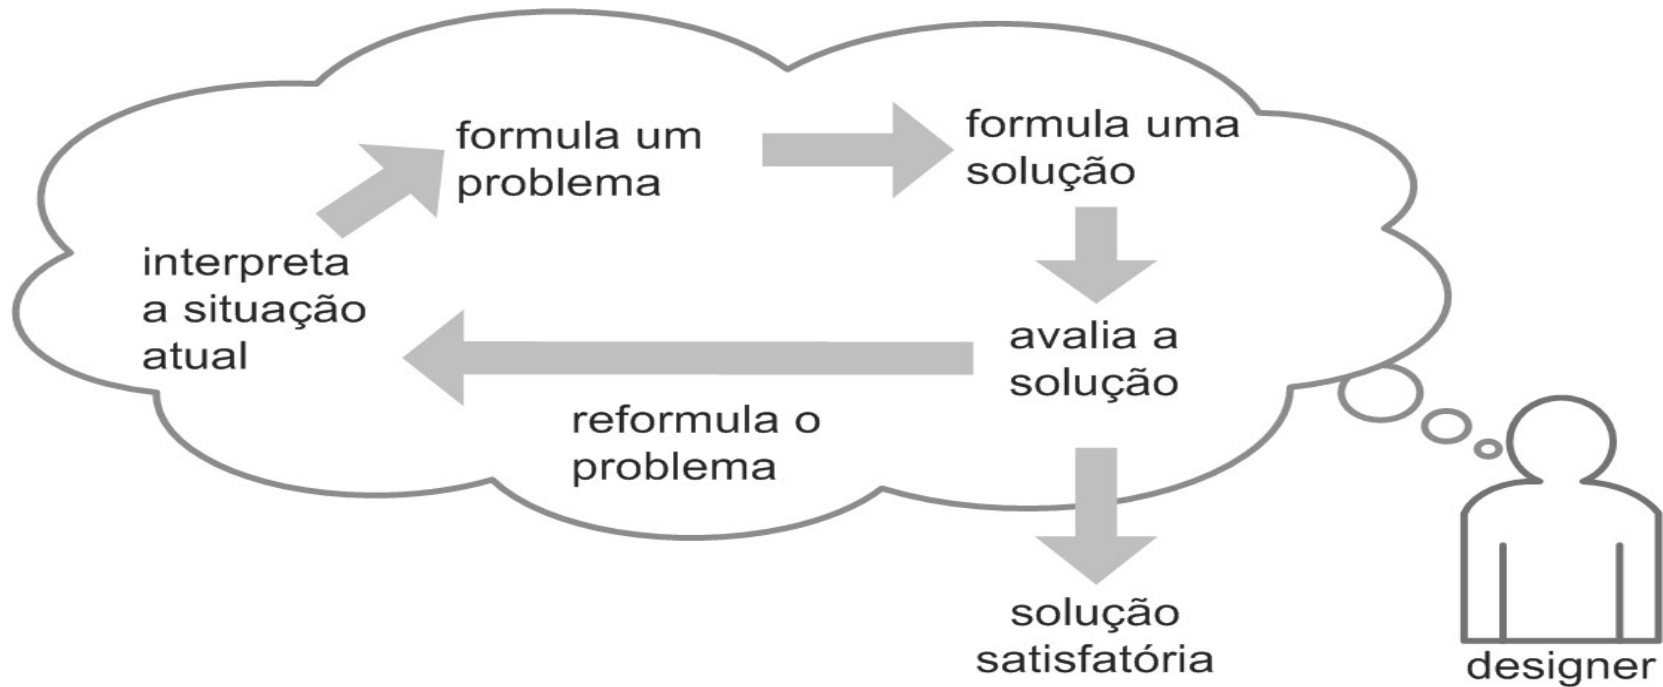 formula um
problema
formula uma
solução
interpreta
a situação
atual
avalia a
solução
reformula o
problema
solução
satisfatória
designer